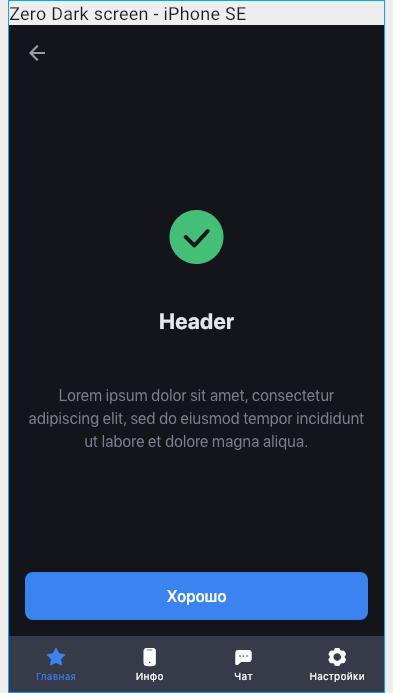 Zero Dark screen - iPhone SE
Header
Lorem ipsum dolor sit amet, consectetur
adipiscing elit, sed do eiusmod tempor incididunt
ut labore et dolore magna aliqua.
Хорошо
Главная Инфо Чат Настройки